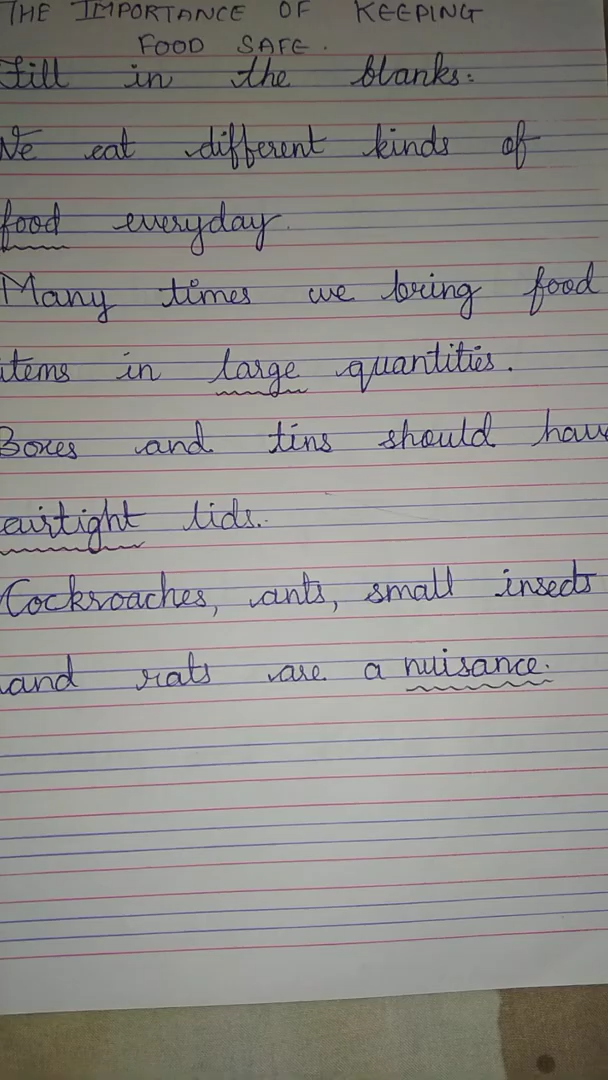 THE IMPORTANCE OF KEEPING
FOOD SAFE.
Fill in the blanks:
We eat different kinds of
food everyday.
Many times we bring food
items in large quantities.
Boxes and tins should have
airtight lids.
Cockroaches, ants, small insects
and rats are a nuisance.